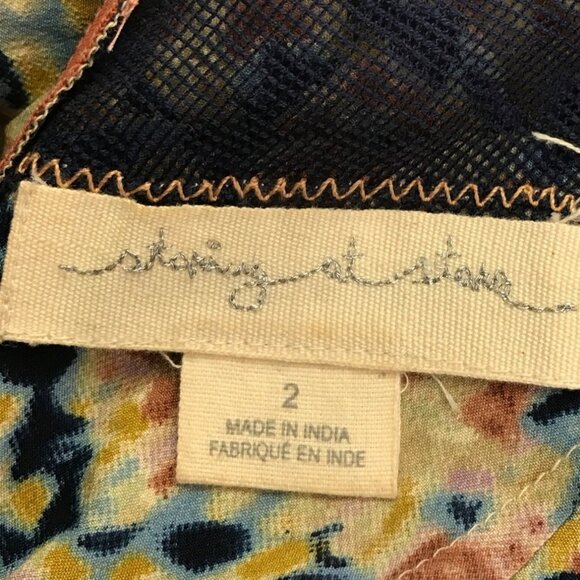 staring at stars
2
MADE IN INDIA
FABRIQUÉ EN INDE